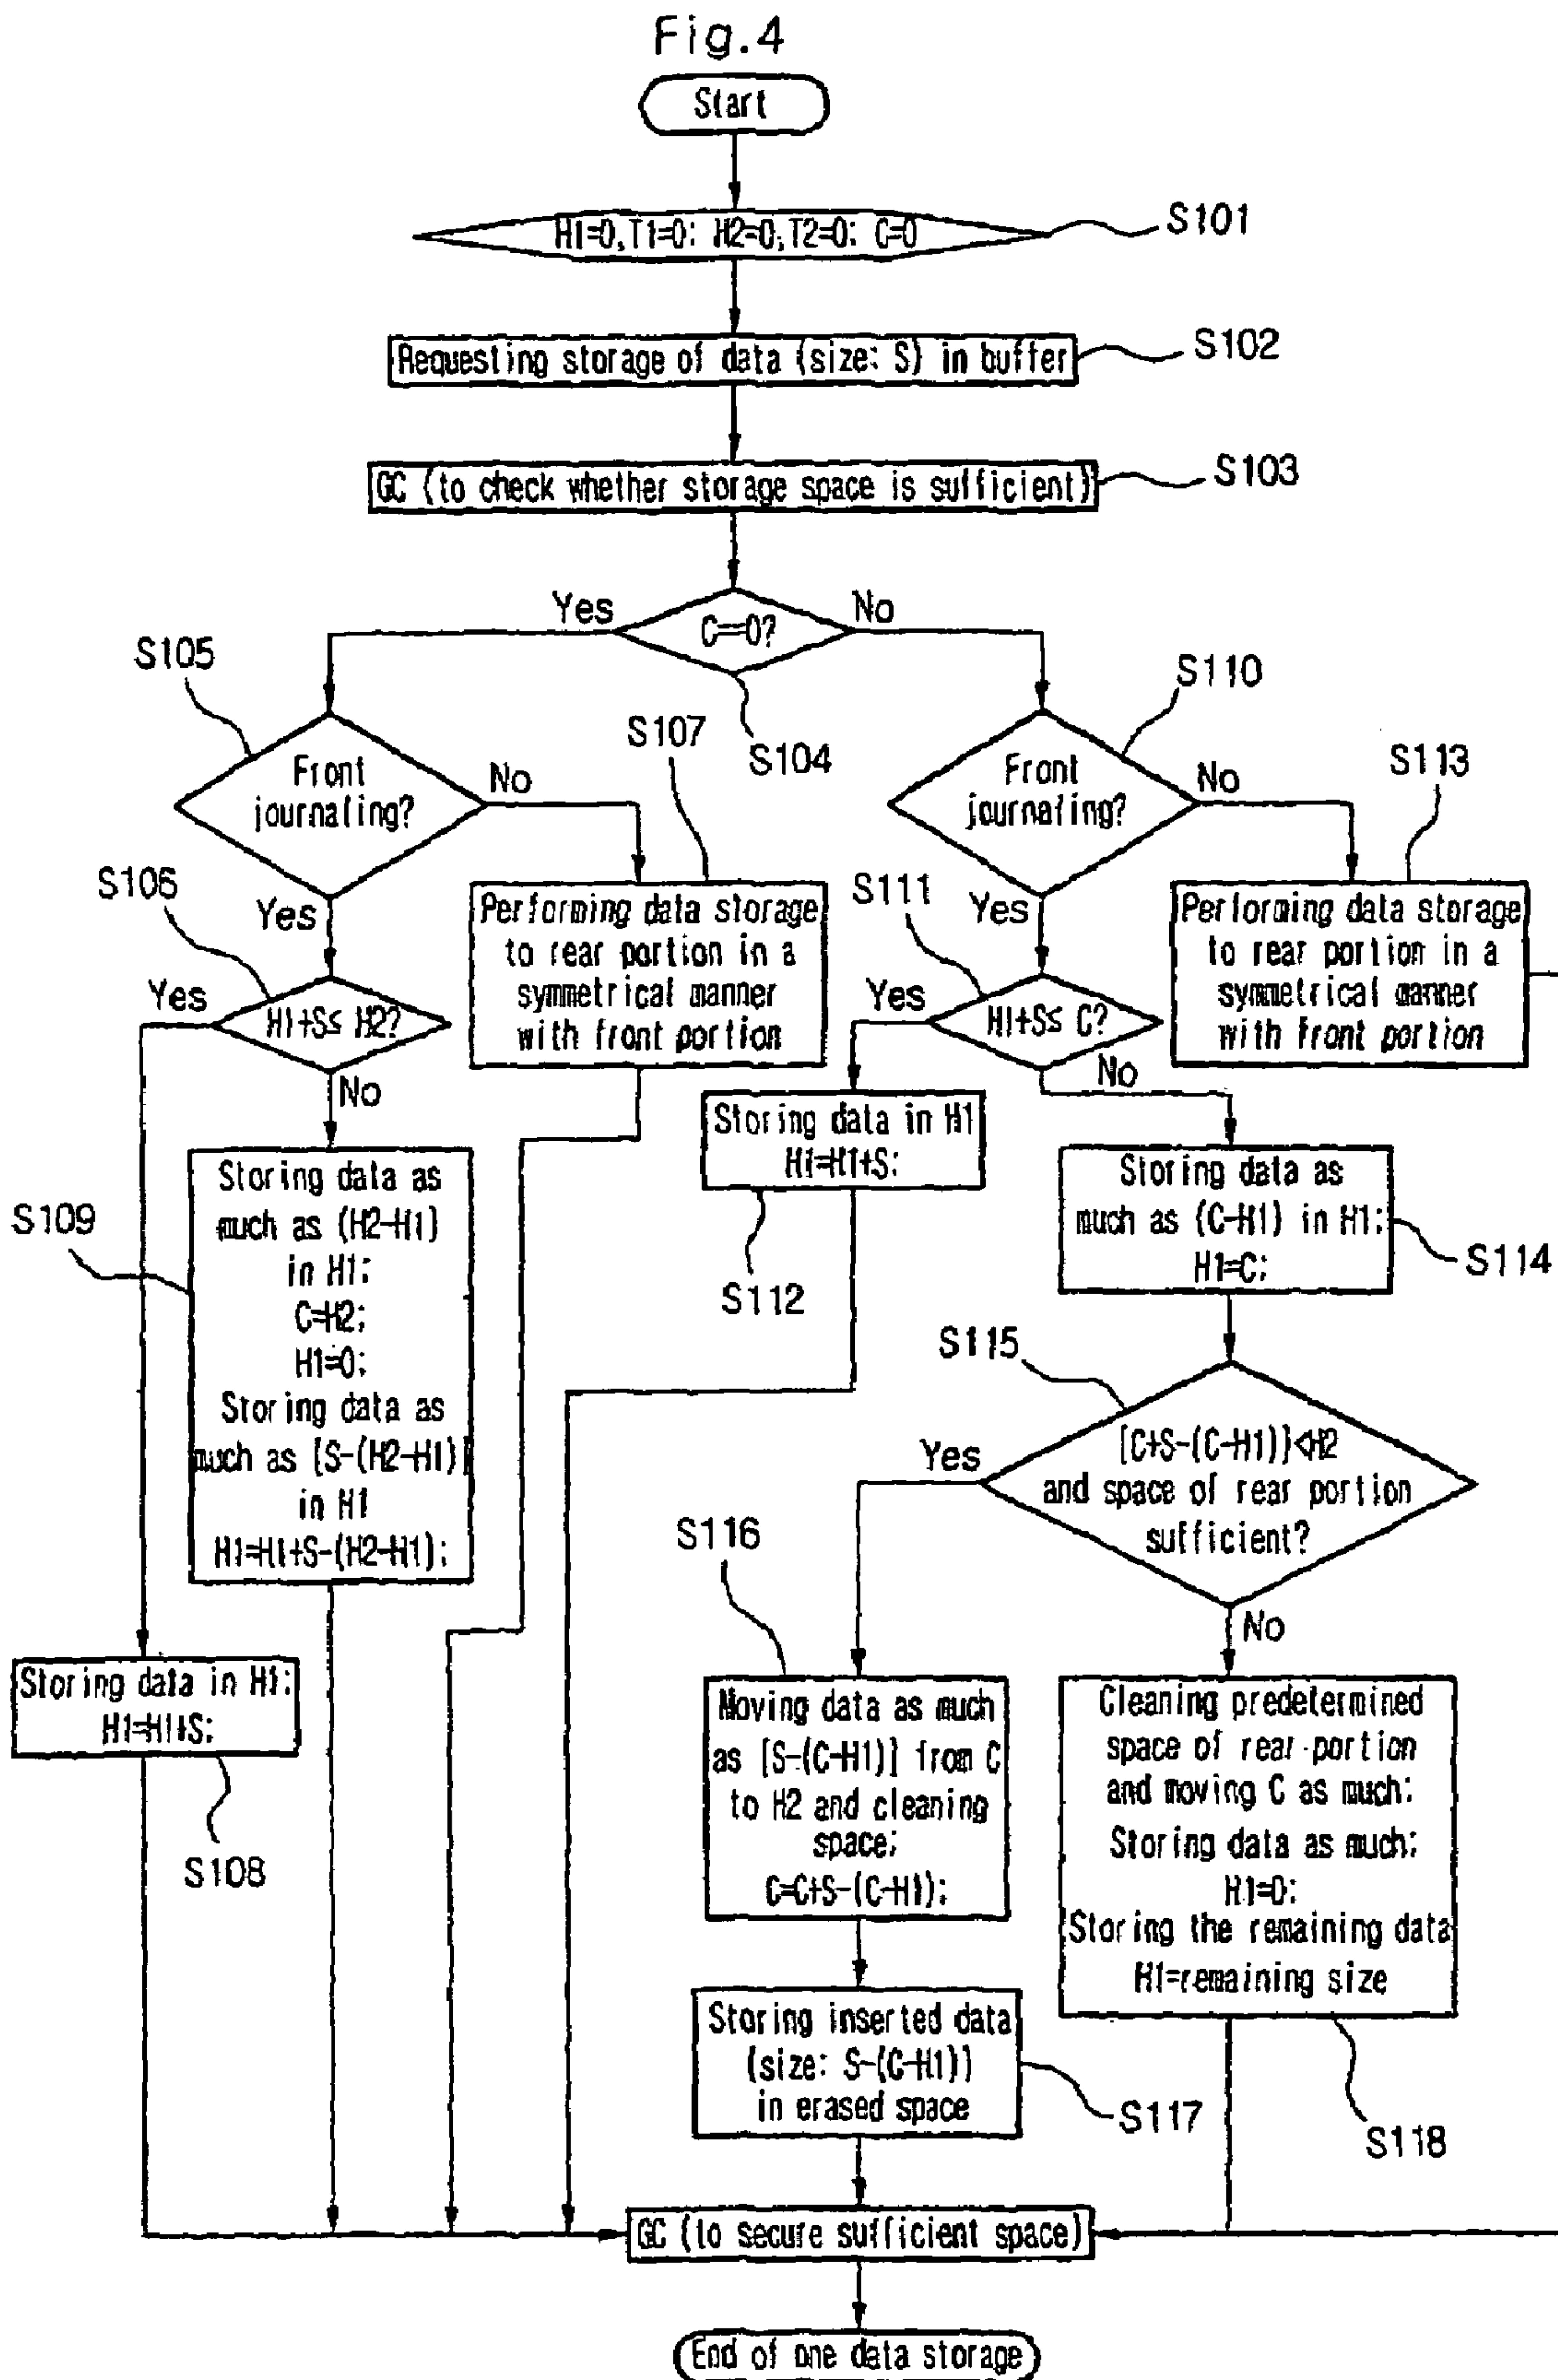 Fig.4
Start
H1=0,T1=0: H2=0,T2=0: C=0
S101
Requesting storage of data (size: S) in buffer
S102
GC (to check whether storage space is sufficient)
S103
Yes
C==0?
No
S104
S105
Front
journaling?
No
Yes
S107
Performing data storage
to rear portion in a
symmetrical manner
with front portion
S106
Yes
H1+S≤ H2?
No
S109
Storing data as
much as (H2-H1)
in H1:
C=H2:
H1=0:
Storing data as
much as [S-(H2-H1)]
in H1
H1=H1+S-(H2-H1):
Storing data in H1:
H1=H1+S:
S108
S110
Front
journaling?
No
Yes
S113
Performing data storage
to rear portion in a
symmetrical manner
with front portion
S111
Yes
H1+S≤ C?
No
Storing data in H1
H1=H1+S:
S112
Storing data as
much as (C-H1) in H1:
H1=C:
S114
S115
Yes
[C+S-(C-H1)]<H2
and space of rear portion
sufficient?
No
S116
Moving data as much
as [S-(C-H1)] from C
to H2 and cleaning
space;
C=C+S-(C-H1):
Storing inserted data
(size: S-(C-H1))
in erased space
S117
Cleaning predetermined
space of rear portion
and moving C as much:
Storing data as much:
H1=0:
Storing the remaining data
H1=remaining size
S118
GC (to secure sufficient space)
End of one data storage